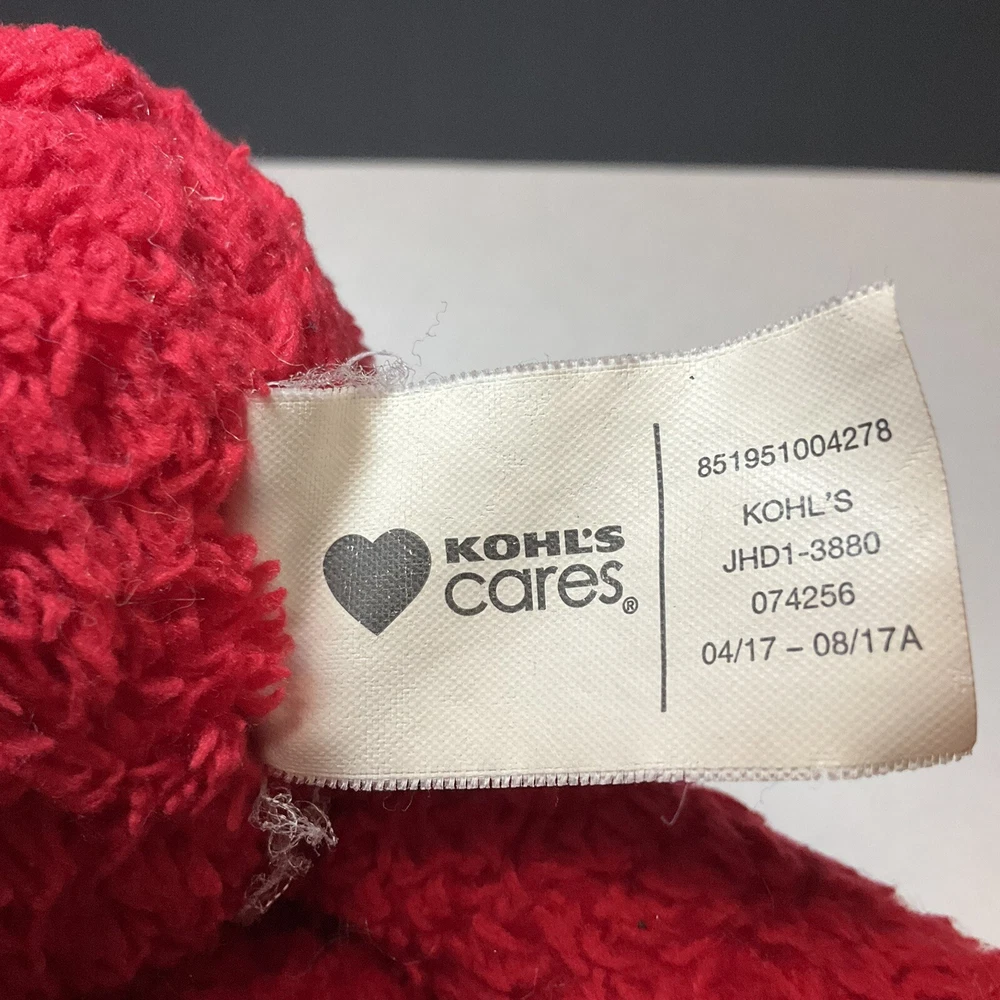 KOHL'S
cares®
851951004278
KOHL'S
JHD1-3880
074256
04/17 – 08/17A